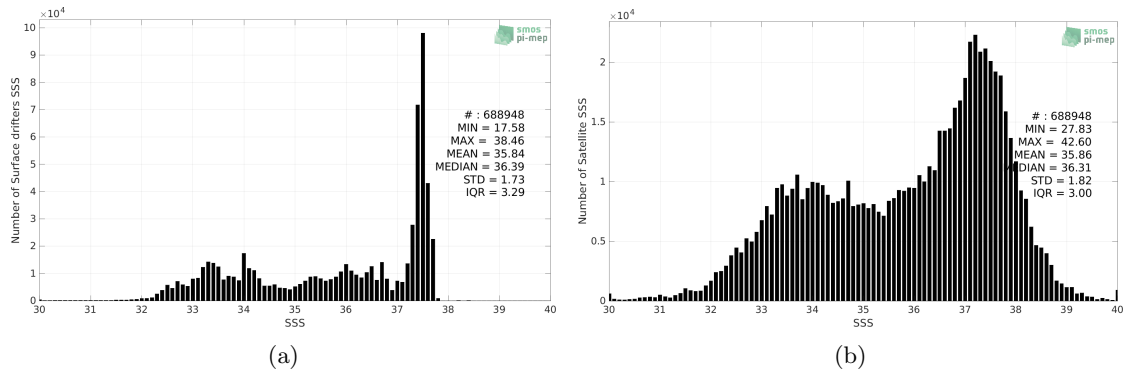 ×10⁴
smos
pi-mep
Number of Surface drifters SSS
10
9
8
7
6
5
4
3
2
1
0
# : 688948
MIN = 17.58
MAX = 38.46
MEAN = 35.84
MEDIAN = 36.39
STD = 1.73
IQR = 3.29
30 31 32 33 34 35 36 37 38 39 40
SSS
(a)
×10⁴
smos
pi-mep
Number of Satellite SSS
2
1.5
1
0.5
0
# : 688948
MIN = 27.83
MAX = 42.60
MEAN = 35.86
MEDIAN = 36.31
STD = 1.82
IQR = 3.00
30 31 32 33 34 35 36 37 38 39 40
SSS
(b)